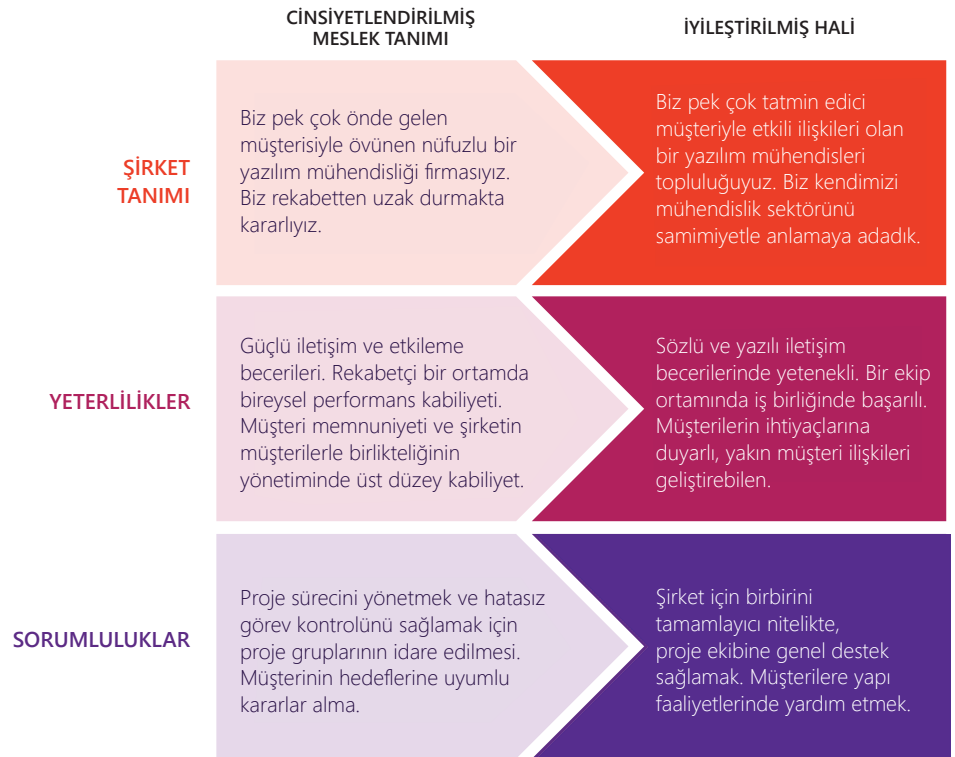 CİNSİYETLENDİRİLMİŞ
MESLEK TANIMI
İYİLEŞTİRİLMİŞ HALİ
ŞİRKET
TANIMI
Biz pek çok önde gelen
müşterisiyle övünen nüfuzlu bir
yazılım mühendisliği firmasıyız.
Biz rekabetten uzak durmakta
kararlıyız.
Biz pek çok tatmin edici
müşteriyle etkili ilişkileri olan
bir yazılım mühendisleri
topluluğuyuz. Biz kendimizi
mühendislik sektörünü
samimiyetle anlamaya adadık.
YETERLİLİKLER
Güçlü iletişim ve etkileme
becerileri. Rekabetçi bir ortamda
bireysel performans kabiliyeti.
Müşteri memnuniyeti ve şirketin
müşterilerle birlikteliğinin
yönetiminde üst düzey kabiliyet.
Sözlü ve yazılı iletişim
becerilerinde yetenekli. Bir ekip
ortamında iş birliğinde başarılı.
Müşterilerin ihtiyaçlarına
duyarlı, yakın müşteri ilişkileri
geliştirebilen.
SORUMLULUKLAR
Proje sürecini yönetmek ve hatasız
görev kontrolünü sağlamak için
proje gruplarının idare edilmesi.
Müşterinin hedeflerine uyumlu
kararlar alma.
Şirket için birbirini
tamamlayıcı nitelikte,
proje ekibine genel destek
sağlamak. Müşterilere yapı
faaliyetlerinde yardım etmek.